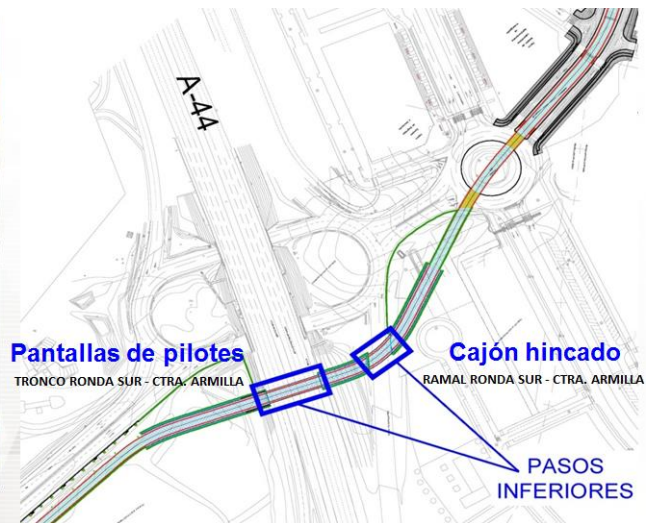 A-44
Pantallas de pilotes
TRONCO RONDA SUR - CTRA. ARMILLA
Cajón hincado
RAMAL RONDA SUR - CTRA. ARMILLA
PASOS
INFERIORES